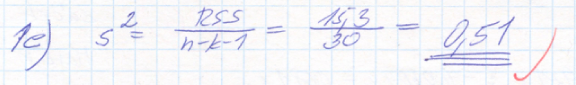 1e) s² = RSS/n-k-1 = 15,3/30 = 0,51